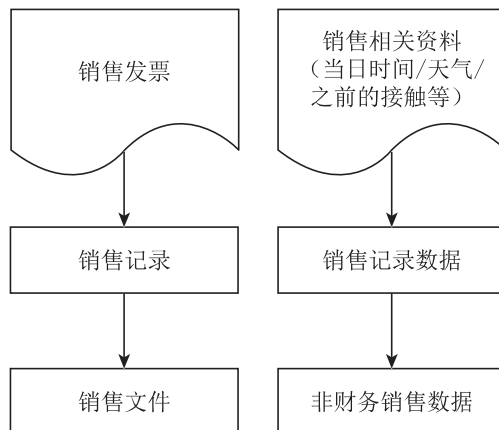 销售发票
销售相关资料
（当日时间/天气/
之前的接触等）
销售记录
销售记录数据
销售文件
非财务销售数据